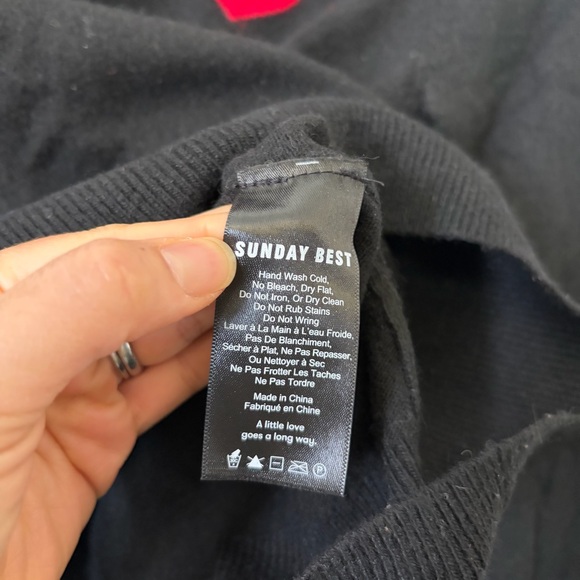 SUNDAY BEST
Hand Wash Cold,
No Bleach, Dry Flat,
Do Not Iron, Or Dry Clean
Do Not Rub Stains
Do Not Wring
Laver à La Main à L'eau Froide,
Pas De Blanchiment,
Sécher à Plat, Ne Pas Repasser,
Ou Nettoyer à Sec
Ne Pas Frotter Les Taches
Ne Pas Tordre
Made in China
Fabriqué en Chine
A little love
goes a long way.
P